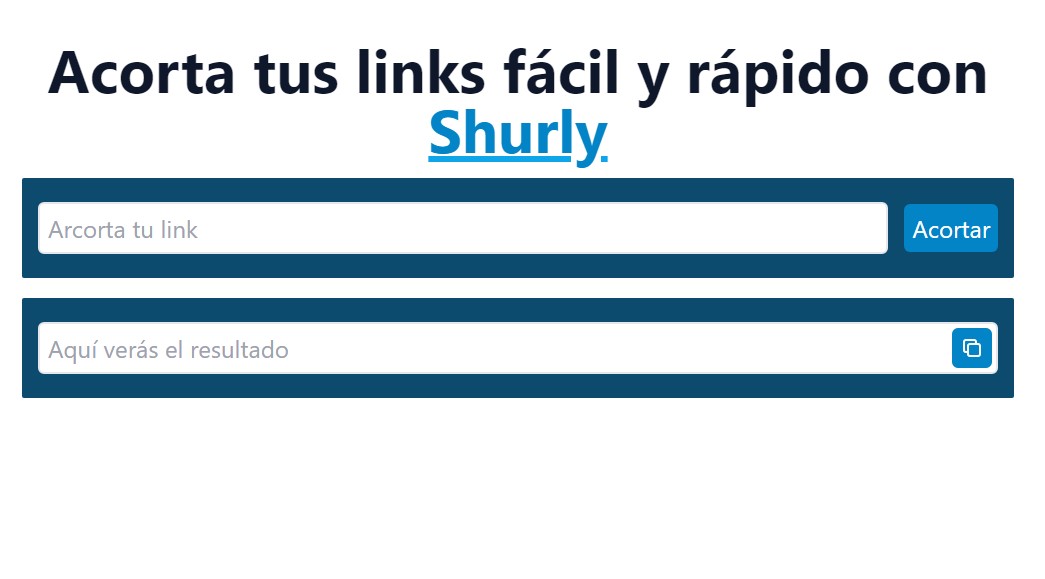 Acorta tus links fácil y rápido con
Shurly
Arcorta tu link
Acortar
Aquí verás el resultado